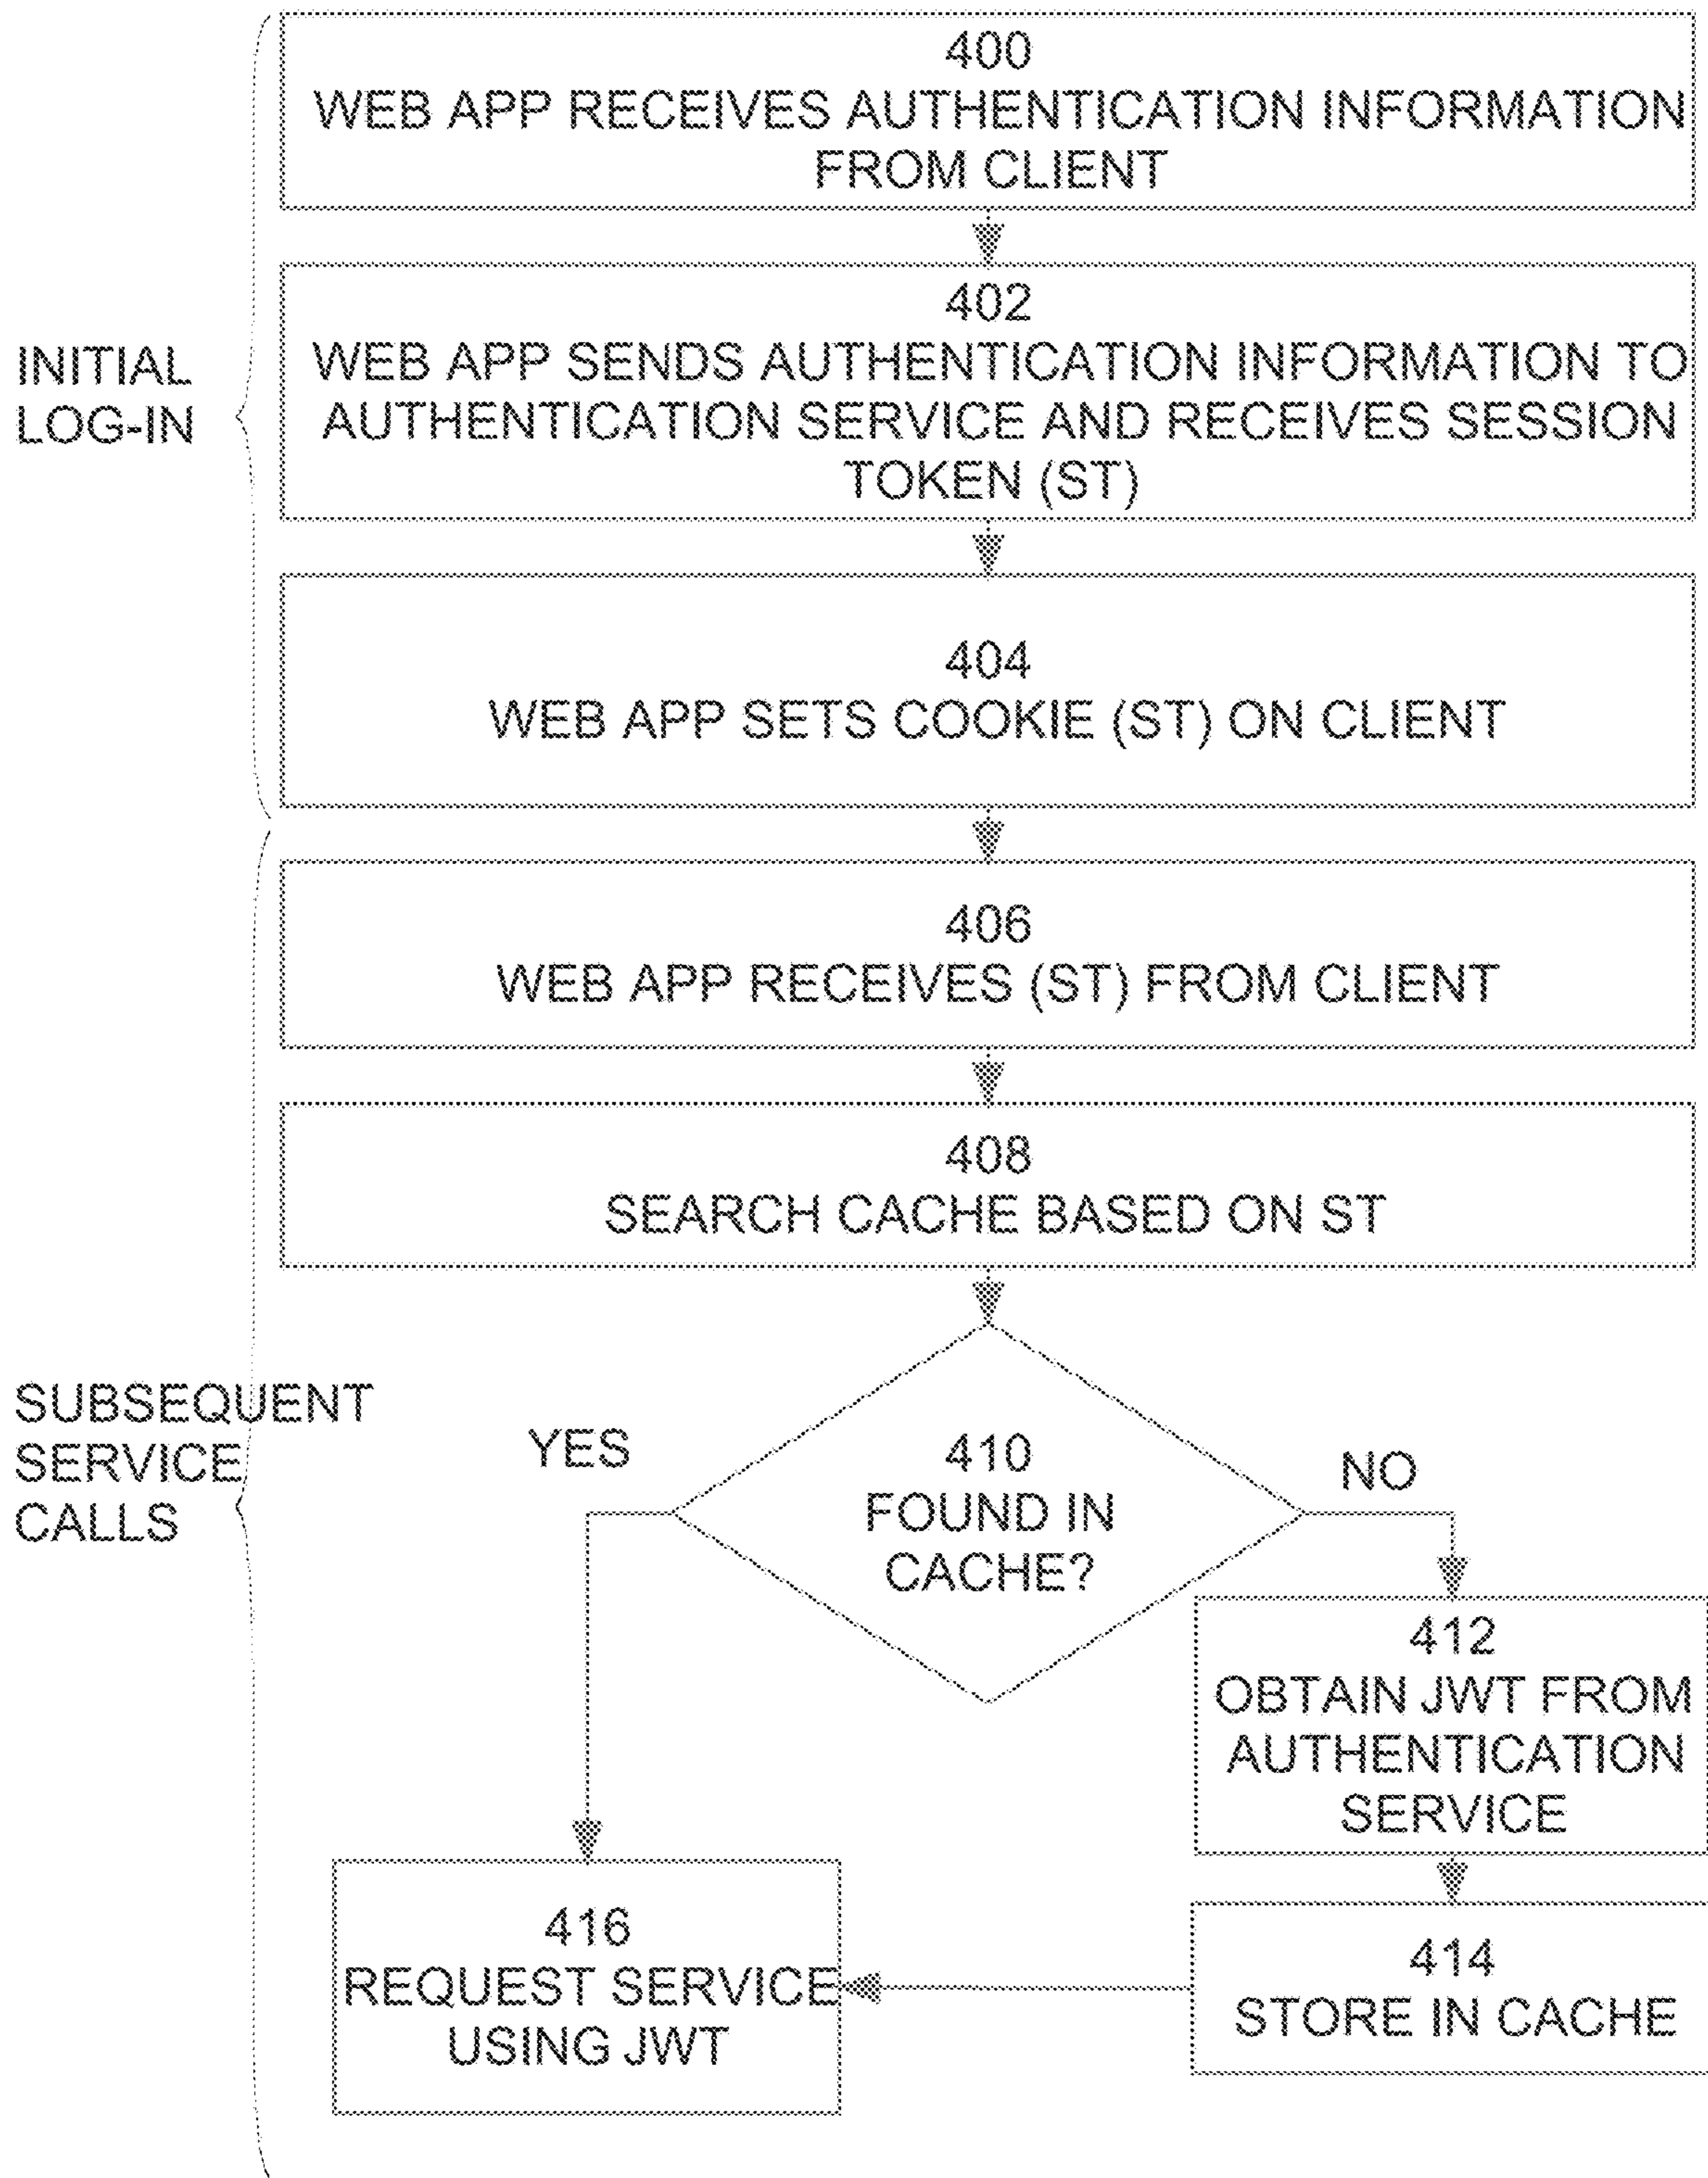 400
WEB APP RECEIVES AUTHENTICATION INFORMATION
FROM CLIENT
402
WEB APP SENDS AUTHENTICATION INFORMATION TO
AUTHENTICATION SERVICE AND RECEIVES SESSION
TOKEN (ST)
INITIAL
LOG-IN
404
WEB APP SETS COOKIE (ST) ON CLIENT
406
WEB APP RECEIVES (ST) FROM CLIENT
408
SEARCH CACHE BASED ON ST
SUBSEQUENT
SERVICE
CALLS
YES
410
FOUND IN
CACHE?
NO
412
OBTAIN JWT FROM
AUTHENTICATION
SERVICE
414
STORE IN CACHE
416
REQUEST SERVICE
USING JWT